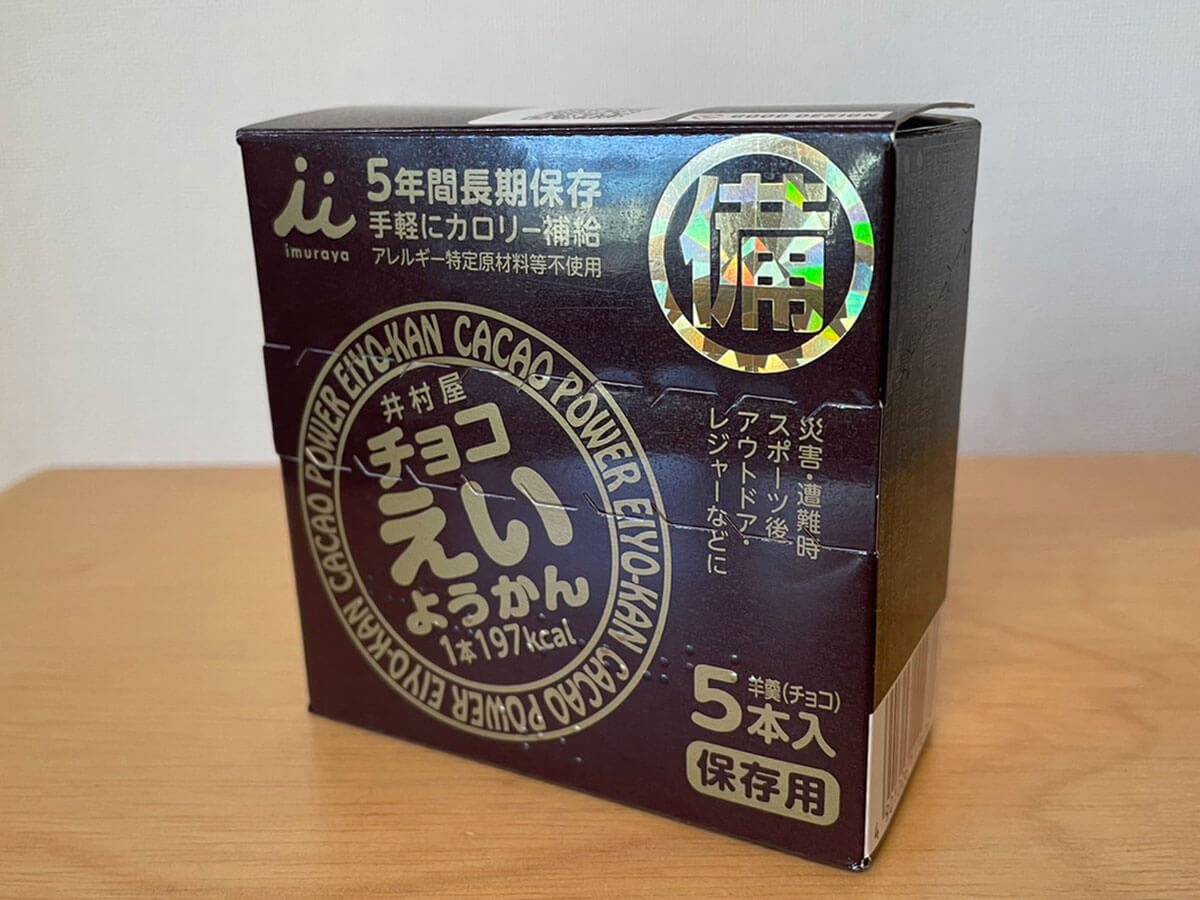 GOOD DESIGN
imuraya
5年間長期保存
手軽にカロリー補給
アレルギー特定原材料等不使用
備
CACAO POWER EIYO-KAN CACAO POWER EIYO-KAN CACAO POWER EIYO-KAN
井村屋
チョコ
えい
ようかん
1本197kcal
災害・遭難時
スポーツ後
アウトドア・
レジャーなどに
羊羹(チョコ)
5本入
保存用